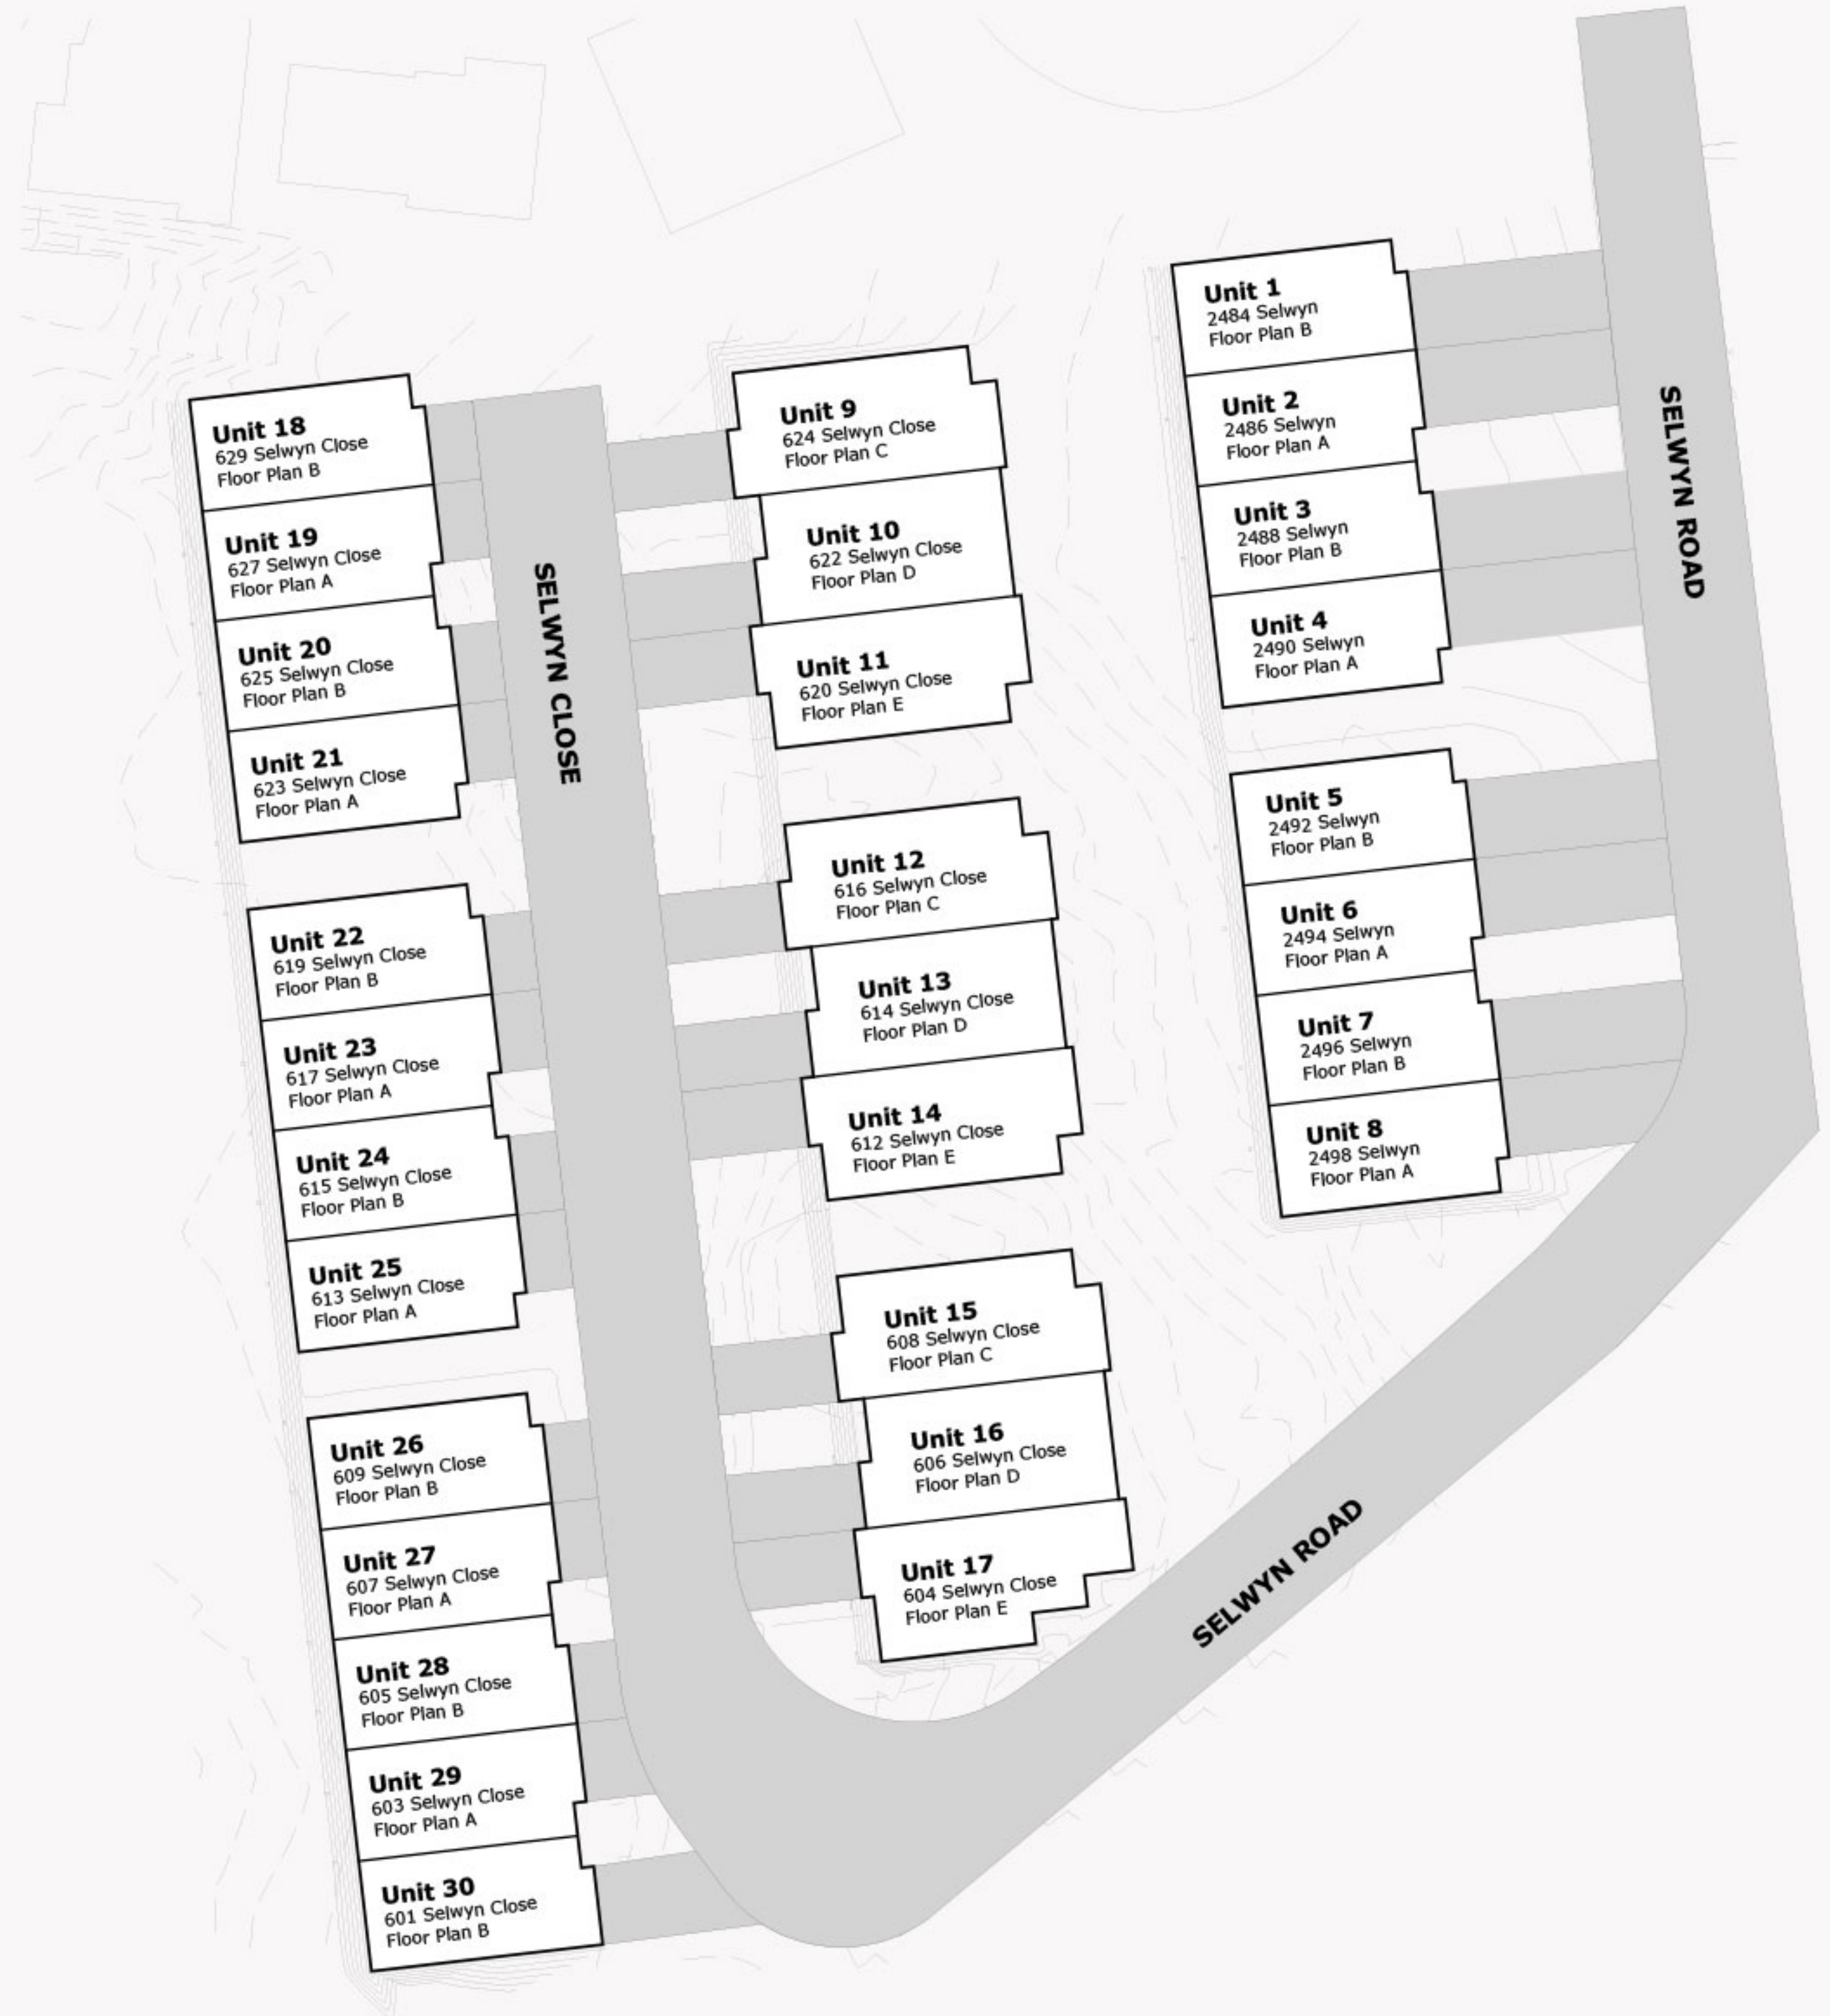 Unit 1
2484 Selwyn
Floor Plan B
Unit 2
2486 Selwyn
Floor Plan A
Unit 3
2488 Selwyn
Floor Plan B
Unit 4
2490 Selwyn
Floor Plan A
Unit 5
2492 Selwyn
Floor Plan B
Unit 6
2494 Selwyn
Floor Plan A
Unit 7
2496 Selwyn
Floor Plan B
Unit 8
2498 Selwyn
Floor Plan A
Unit 9
624 Selwyn Close
Floor Plan C
Unit 10
622 Selwyn Close
Floor Plan D
Unit 11
620 Selwyn Close
Floor Plan E
Unit 12
616 Selwyn Close
Floor Plan C
Unit 13
614 Selwyn Close
Floor Plan D
Unit 14
612 Selwyn Close
Floor Plan E
Unit 15
608 Selwyn Close
Floor Plan C
Unit 16
606 Selwyn Close
Floor Plan D
Unit 17
604 Selwyn Close
Floor Plan E
Unit 18
629 Selwyn Close
Floor Plan B
Unit 19
627 Selwyn Close
Floor Plan A
Unit 20
625 Selwyn Close
Floor Plan B
Unit 21
623 Selwyn Close
Floor Plan A
Unit 22
619 Selwyn Close
Floor Plan B
Unit 23
617 Selwyn Close
Floor Plan A
Unit 24
615 Selwyn Close
Floor Plan B
Unit 25
613 Selwyn Close
Floor Plan A
Unit 26
609 Selwyn Close
Floor Plan B
Unit 27
607 Selwyn Close
Floor Plan A
Unit 28
605 Selwyn Close
Floor Plan B
Unit 29
603 Selwyn Close
Floor Plan A
Unit 30
601 Selwyn Close
Floor Plan B
SELWYN CLOSE
SELWYN ROAD
SELWYN ROAD